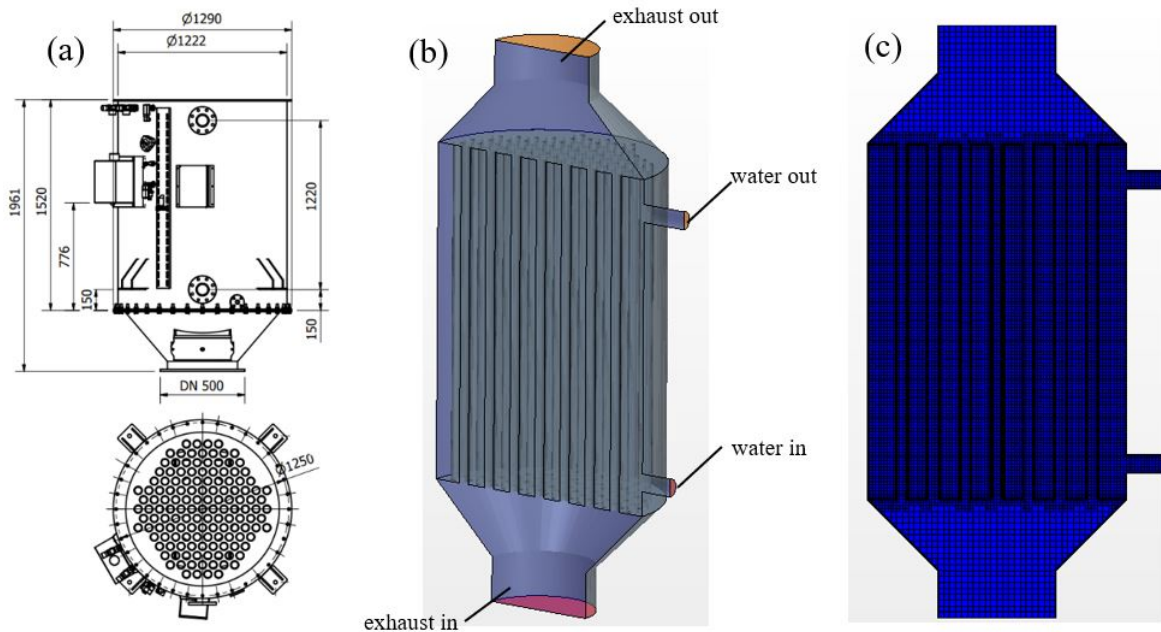 (a)
Ø1290
Ø1222
1961
1520
776
150
1220
150
DN 500
Ø1250
(b)
exhaust out
water out
water in
exhaust in
(c)